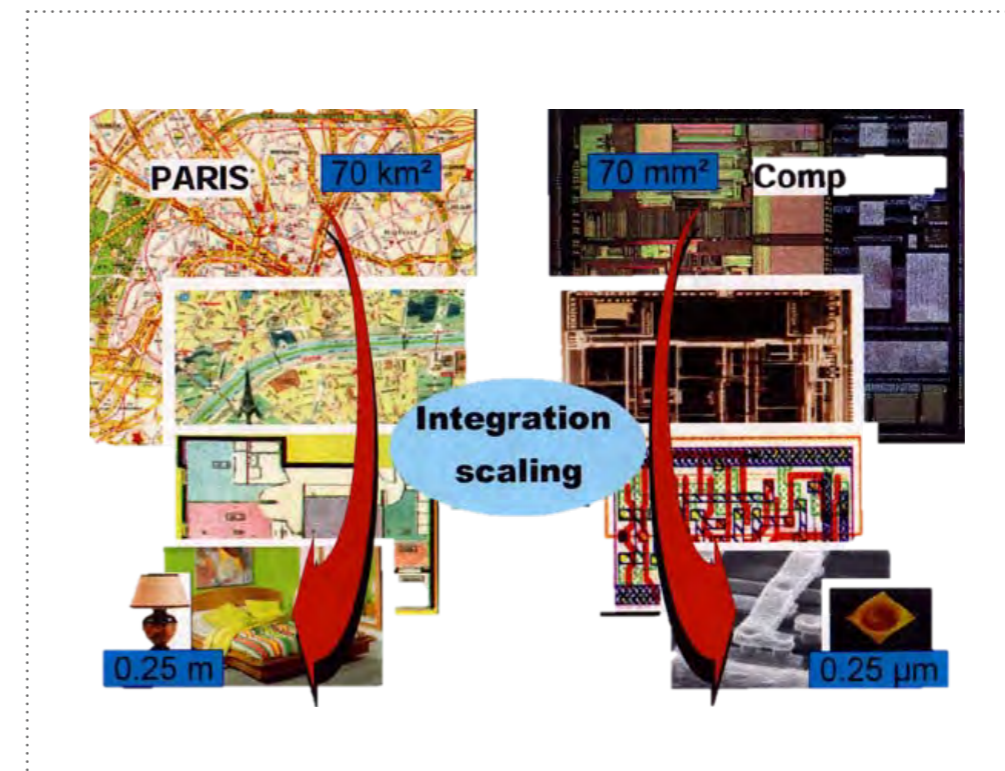 PARIS
70 km²
70 mm²
Comp
Integration
scaling
0.25 m
0.25 µm